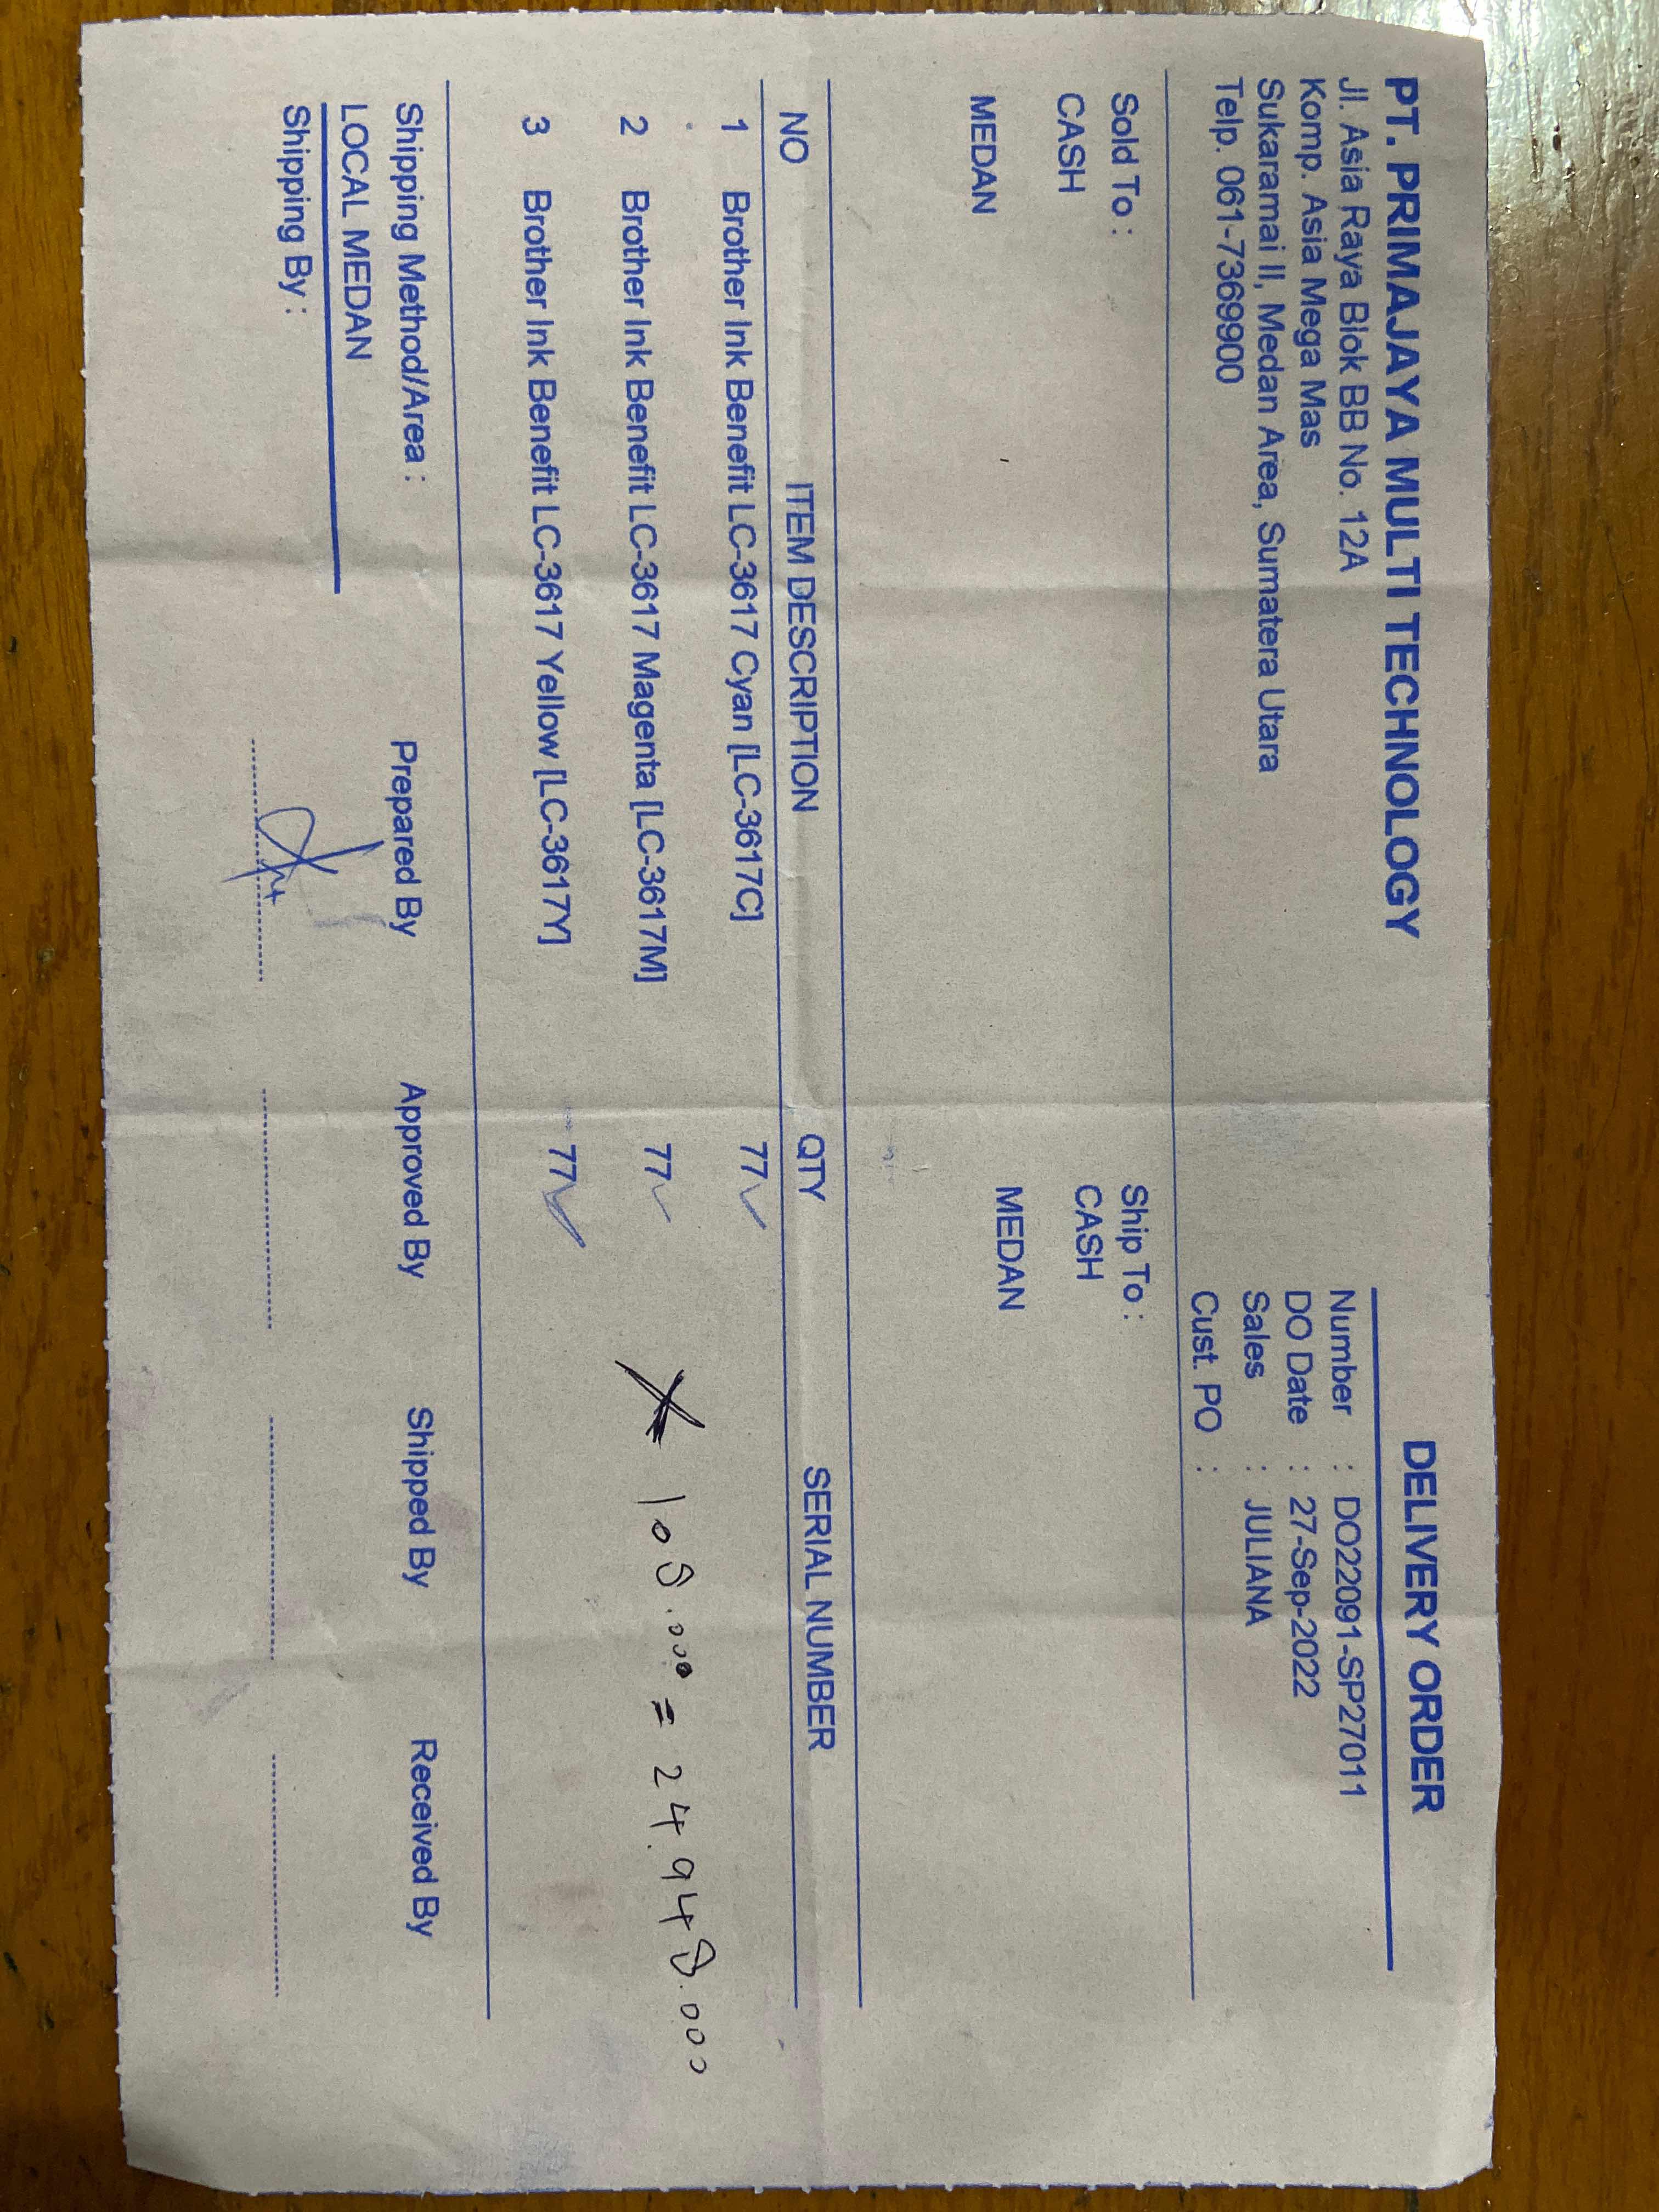 PT. PRIMAJAYA MULTI TECHNOLOGY
Jl. Asia Raya Blok BB No. 12A
Komp. Asia Mega Mas
Sukaramai II, Medan Area, Sumatera Utara
Telp. 061-7369900
DELIVERY ORDER
Number : DO22091-SP27011
DO Date : 27-Sep-2022
Sales : JULIANA
Cust. PO :
Sold To :
CASH
MEDAN
Ship To :
CASH
MEDAN
NO ITEM DESCRIPTION QTY SERIAL NUMBER
1 Brother Ink Benefit LC-3617 Cyan [LC-3617C] 77
2 Brother Ink Benefit LC-3617 Magenta [LC-3617M] 77 X 108.000 = 24.948.000
3 Brother Ink Benefit LC-3617 Yellow [LC-3617Y] 77
Shipping Method/Area :
LOCAL MEDAN
Shipping By :
Prepared By Approved By Shipped By Received By